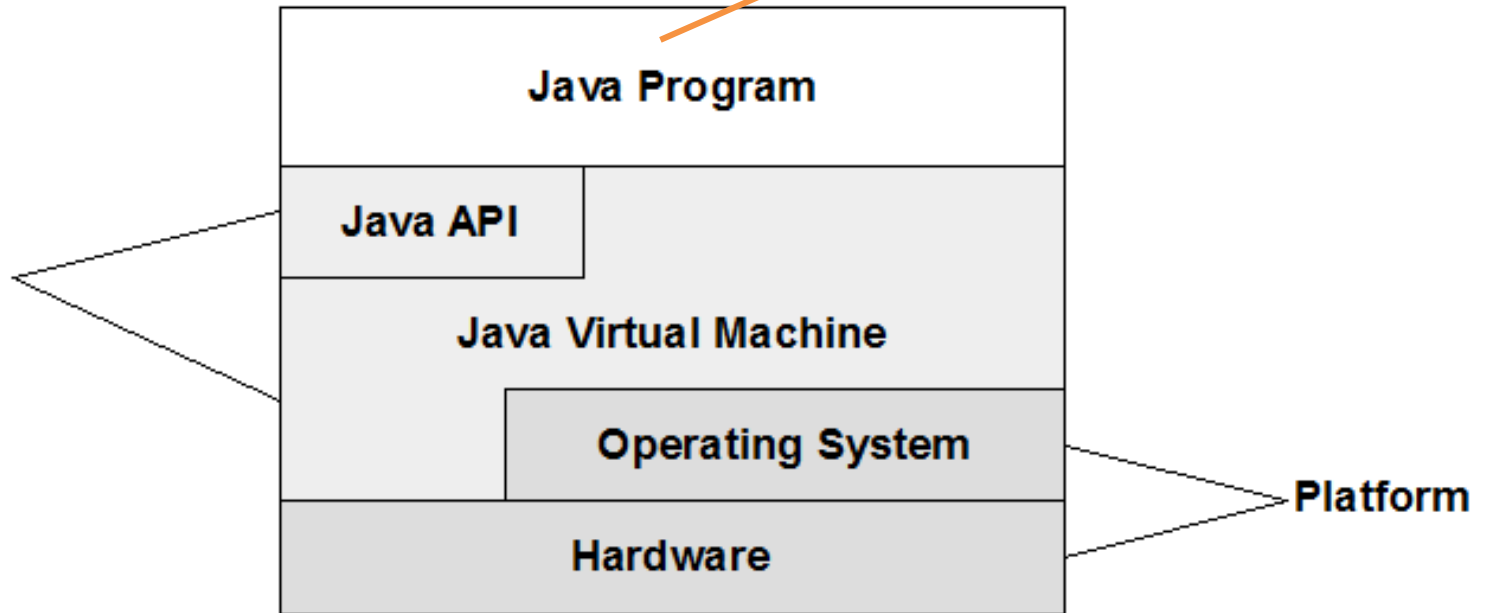 Java Program
Java API
Java Virtual Machine
Operating System
Platform
Hardware